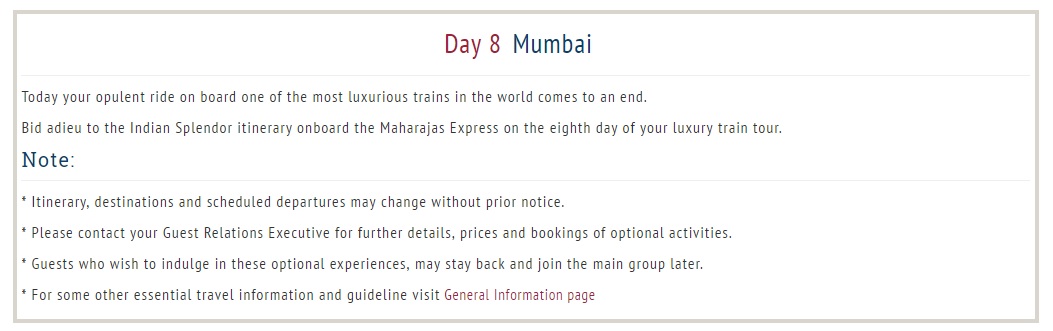 Day 8 Mumbai
Today your opulent ride on board one of the most luxurious trains in the world comes to an end.
Bid adieu to the Indian Splendor itinerary onboard the Maharajas Express on the eighth day of your luxury train tour.
Note:
* Itinerary, destinations and scheduled departures may change without prior notice.
* Please contact your Guest Relations Executive for further details, prices and bookings of optional activities.
* Guests who wish to indulge in these optional experiences, may stay back and join the main group later.
* For some other essential travel information and guideline visit General Information page